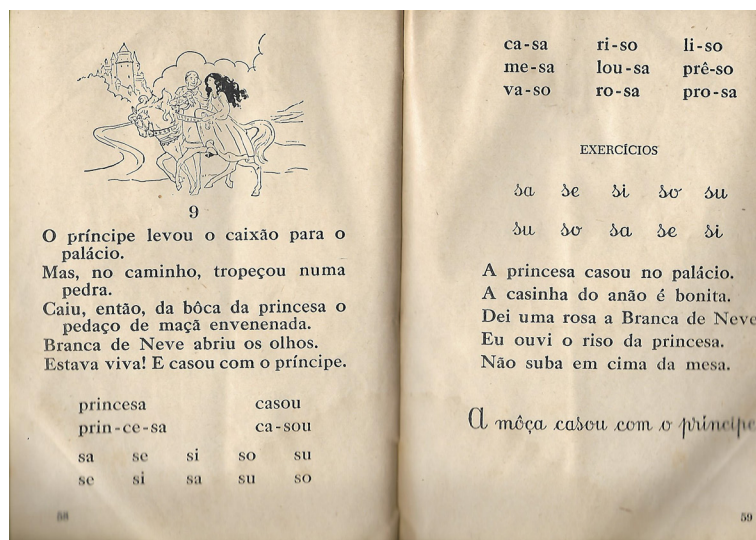 9
O príncipe levou o caixão para o
palácio.
Mas, no caminho, tropeçou numa
pedra.
Caiu, então, da bôca da princesa o
pedaço de maçã envenenada.
Branca de Neve abriu os olhos.
Estava viva! E casou com o príncipe.
princesa casou
prin-ce-sa ca-sou
sa se si so su
se si sa su so
58
ca-sa ri-so li-so
me-sa lou-sa prê-so
va-so ro-sa pro-sa
EXERCÍCIOS
sa se si so su
su so sa se si
A princesa casou no palácio.
A casinha do anão é bonita.
Dei uma rosa a Branca de Neve
Eu ouvi o riso da princesa.
Não suba em cima da mesa.
A môça casou com o príncipe
59